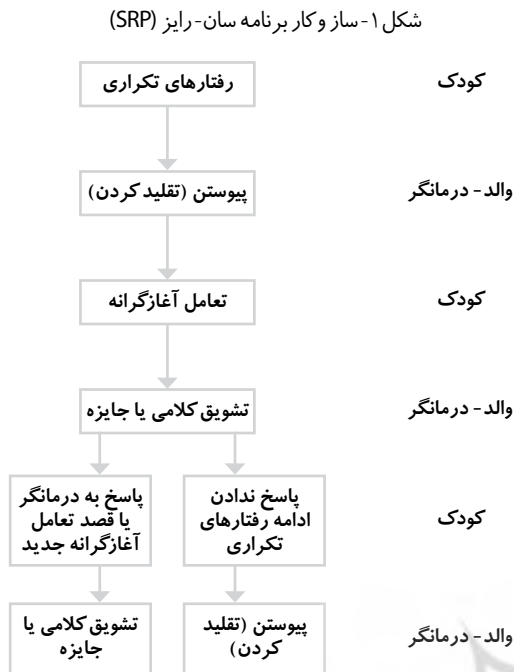 شکل ۱- ساز و کار برنامه سان-رایز (SRP)
کودک
رفتارهای تکراری
والد- درمانگر
پیوستن (تقلید کردن)
کودک
تعامل آغازگرانه
والد- درمانگر
تشویق کلامی یا جایزه
کودک
پاسخ ندادن
ادامه رفتارهای
تکراری
پاسخ به درمانگر
یا قصد تعامل
آغازگرانه جدید
والد- درمانگر
پیوستن (تقلید
کردن)
تشویق کلامی یا
جایزه